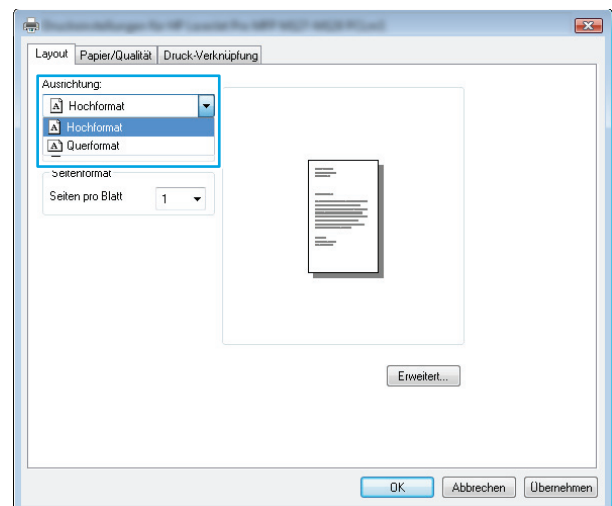 Layout Papier/Qualität Druck-Verknüpfung
Ausrichtung:
A Hochformat
A Hochformat
A Querformat
Seitenformat
Seiten pro Blatt 1
Erweitert...
OK Abbrechen Übernehmen